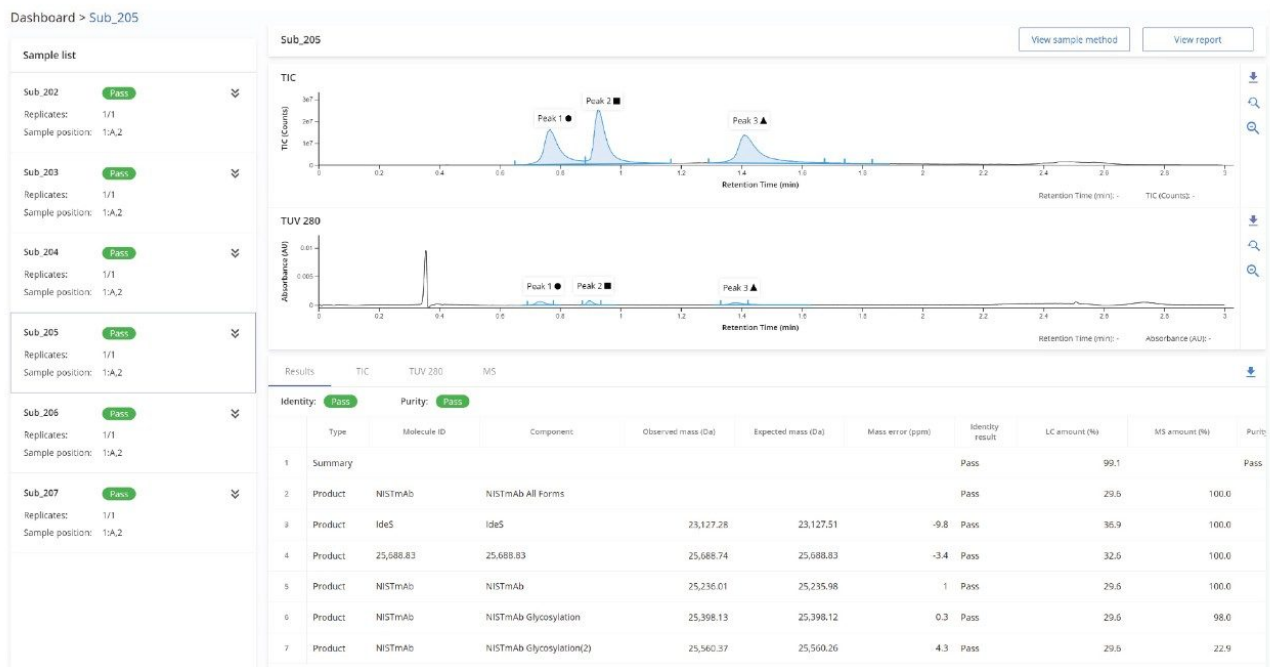 Dashboard > Sub_205
Sample list
Sub_202 Pass
Replicates: 1/1
Sample position: 1:A,2
Sub_203 Pass
Replicates: 1/1
Sample position: 1:A,2
Sub_204 Pass
Replicates: 1/1
Sample position: 1:A,2
Sub_205 Pass
Replicates: 1/1
Sample position: 1:A,2
Sub_206 Pass
Replicates: 1/1
Sample position: 1:A,2
Sub_207 Pass
Replicates: 1/1
Sample position: 1:A,2
Sub_205 View sample method View report
TIC
TIC (Counts)
3e7
2e7
1e7
0
Peak 1 ● Peak 2 ■ Peak 3 ▲
0 0.2 0.4 0.6 0.8 1 1.2 1.4 1.6 1.8 2 2.2 2.4 2.6 2.8 3
Retention Time (min)
Retention Time (min): - TIC (Counts): -
TUV 280
Absorbance (AU)
0.01
0.005
0
Peak 1 ● Peak 2 ■ Peak 3 ▲
0 0.2 0.4 0.6 0.8 1 1.2 1.4 1.6 1.8 2 2.2 2.4 2.6 2.8 3
Retention Time (min)
Retention Time (min): - Absorbance (AU): -
Results TIC TUV 280 MS
Identity: Pass Purity: Pass
Type Molecule ID Component Observed mass (Da) Expected mass (Da) Mass error (ppm) Identity result LC amount (%) MS amount (%) Purity
1 Summary Pass 99.1 Pass
2 Product NISTmAb NISTmAb All Forms Pass 29.6 100.0
3 Product IdeS IdeS 23,127.28 23,127.51 -9.8 Pass 36.9 100.0
4 Product 25,688.83 25,688.83 25,688.74 25,688.83 -3.4 Pass 32.6 100.0
5 Product NISTmAb NISTmAb 25,236.01 25,235.98 1 Pass 29.6 100.0
6 Product NISTmAb NISTmAb Glycosylation 25,398.13 25,398.12 0.3 Pass 29.6 98.0
7 Product NISTmAb NISTmAb Glycosylation(2) 25,560.37 25,560.26 4.3 Pass 29.6 22.9